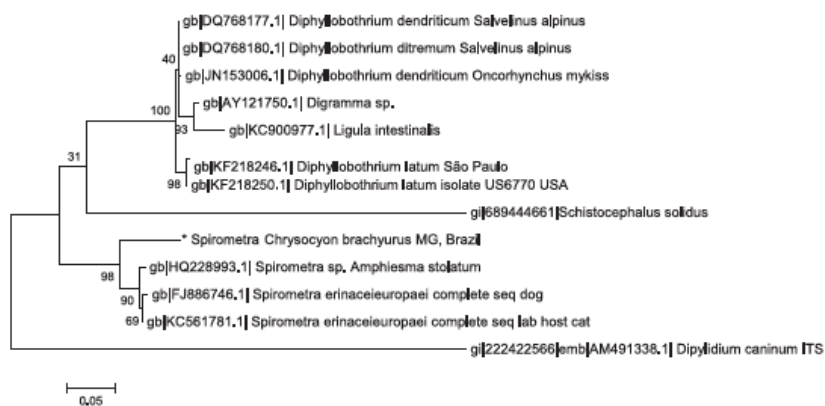 gb|DQ768177.1| Diphyllobothrium dendriticum Salvelinus alpinus
gb|DQ768180.1| Diphyllobothrium ditremum Salvelinus alpinus
40
gb|JN153006.1| Diphyllobothrium dendriticum Oncorhynchus mykiss
gb|AY121750.1| Digramma sp.
100
93
gb|KC900977.1| Ligula intestinalis
31
gb|KF218246.1| Diphyllobothrium latum São Paulo
98
gb|KF218250.1| Diphyllobothrium latum isolate US6770 USA
gi|689444661|Schistocephalus solidus
* Spirometra Chrysocyon brachyurus MG, Brazil
98
gb|HQ228993.1| Spirometra sp. Amphiesma stolatum
90
gb|FJ886746.1| Spirometra erinaceieuropaei complete seq dog
69
gb|KC561781.1| Spirometra erinaceieuropaei complete seq lab host cat
gi|222422566|emb|AM491338.1| Dipylidium caninum ITS
0.05